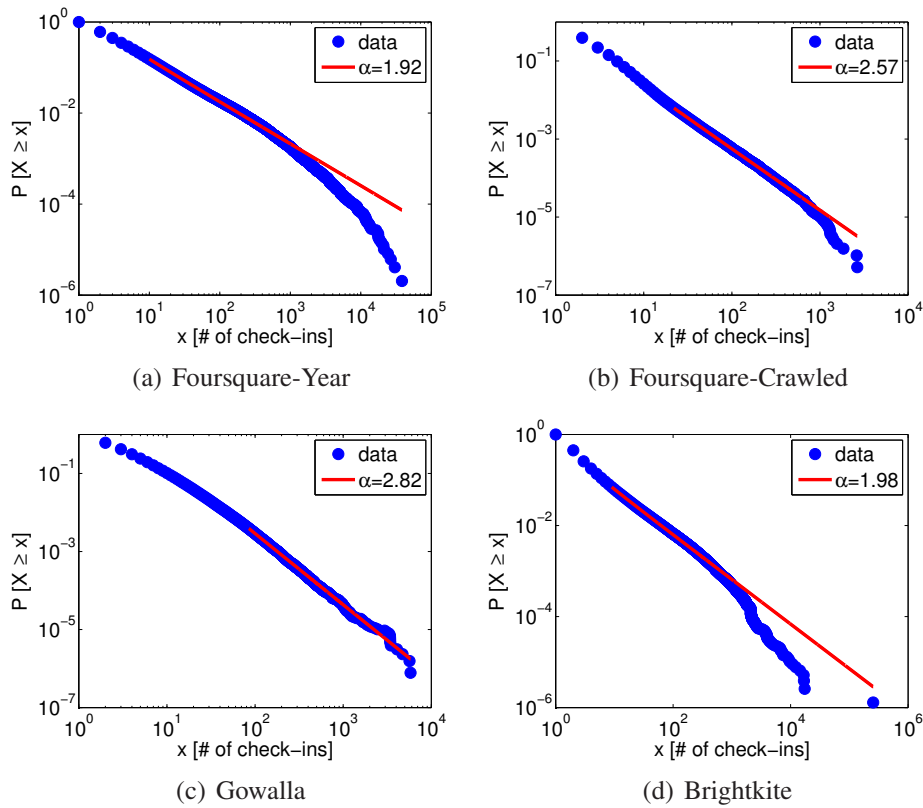 10^0
10^-2
10^-4
10^-6
P [X ≥ x]
data
α=1.92
10^0 10^1 10^2 10^3 10^4 10^5
x [# of check−ins]
(a) Foursquare-Year
10^-1
10^-3
10^-5
10^-7
P [X ≥ x]
data
α=2.57
10^0 10^1 10^2 10^3 10^4
x [# of check−ins]
(b) Foursquare-Crawled
10^-1
10^-3
10^-5
10^-7
P [X ≥ x]
data
α=2.82
10^0 10^1 10^2 10^3 10^4
x [# of check−ins]
(c) Gowalla
10^0
10^-2
10^-4
10^-6
P [X ≥ x]
data
α=1.98
10^0 10^2 10^4 10^6
x [# of check−ins]
(d) Brightkite